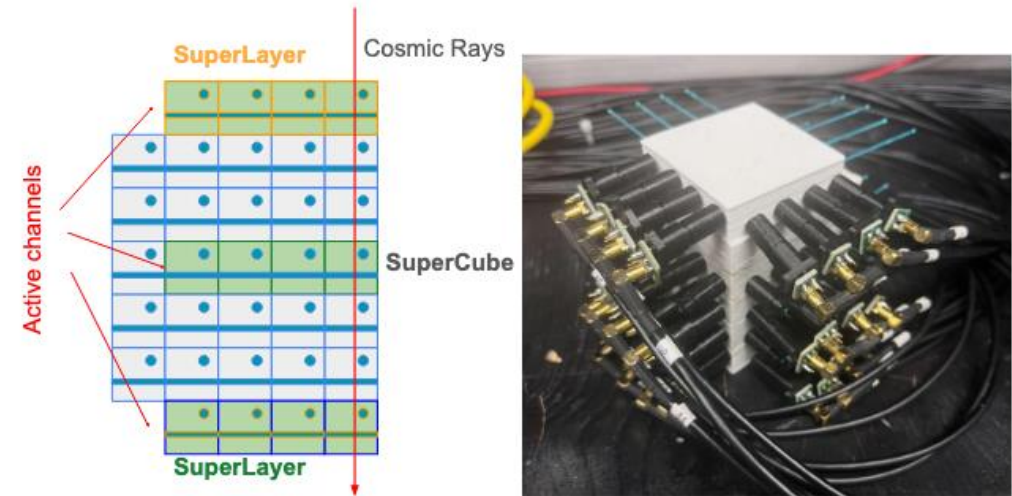 SuperLayer
Cosmic Rays
Active channels
SuperCube
SuperLayer